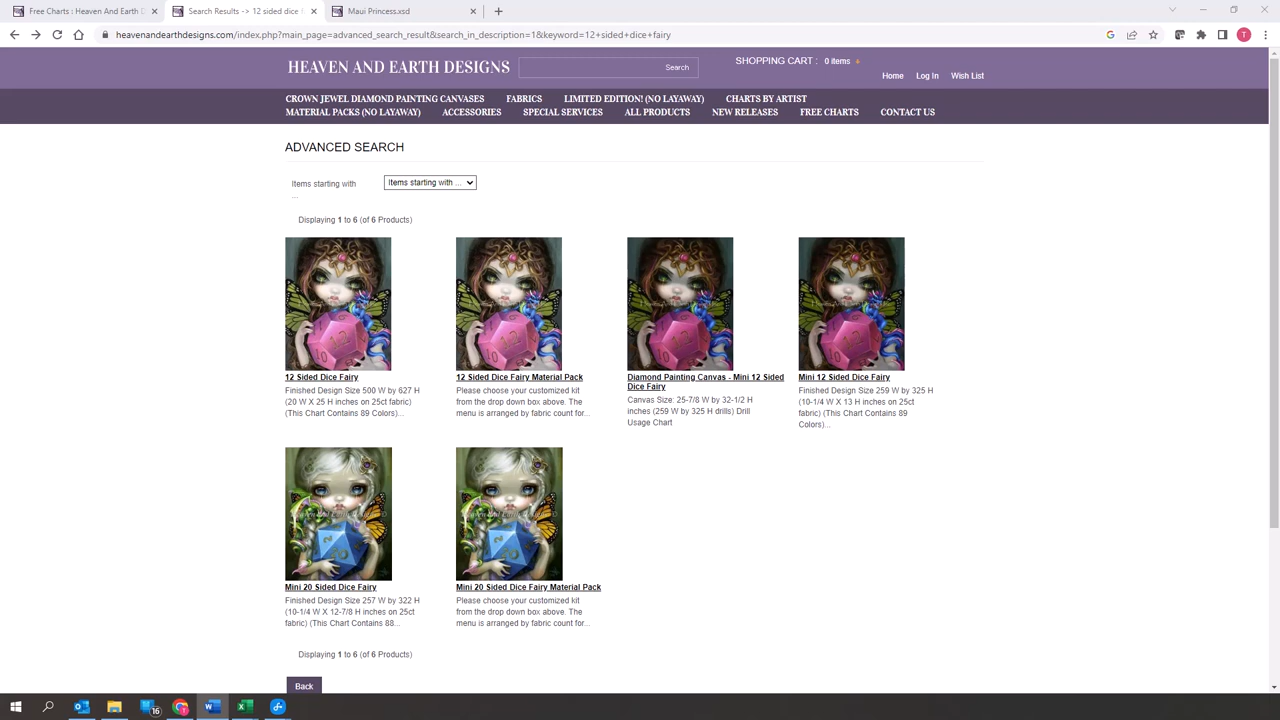 Free Charts : Heaven And Earth D
Search Results -> 12 sided dice f
Maui Princess.xsd
heavenandearthdesigns.com/index.php?main_page=advanced_search_result&search_in_description=1&keyword=12+sided+dice+fairy
T
HEAVEN AND EARTH DESIGNS
Search
SHOPPING CART : 0 items
Home Log In Wish List
CROWN JEWEL DIAMOND PAINTING CANVASES FABRICS LIMITED EDITION! (NO LAYAWAY) CHARTS BY ARTIST
MATERIAL PACKS (NO LAYAWAY) ACCESSORIES SPECIAL SERVICES ALL PRODUCTS NEW RELEASES FREE CHARTS CONTACT US
ADVANCED SEARCH
Items starting with
...
Items starting with ...
Displaying 1 to 6 (of 6 Products)
12 Sided Dice Fairy
Finished Design Size 500 W by 627 H
(20 W X 25 H inches on 25ct fabric)
(This Chart Contains 89 Colors)...
12 Sided Dice Fairy Material Pack
Please choose your customized kit
from the drop down box above. The
menu is arranged by fabric count for...
Diamond Painting Canvas - Mini 12 Sided
Dice Fairy
Canvas Size: 25-7/8 W by 32-1/2 H
inches (259 W by 325 H drills) Drill
Usage Chart
Mini 12 Sided Dice Fairy
Finished Design Size 259 W by 325 H
(10-1/4 W X 13 H inches on 25ct
fabric) (This Chart Contains 89
Colors)...
Mini 20 Sided Dice Fairy
Finished Design Size 257 W by 322 H
(10-1/4 W X 12-7/8 H inches on 25ct
fabric) (This Chart Contains 88...
Mini 20 Sided Dice Fairy Material Pack
Please choose your customized kit
from the drop down box above. The
menu is arranged by fabric count for...
Displaying 1 to 6 (of 6 Products)
Back
16